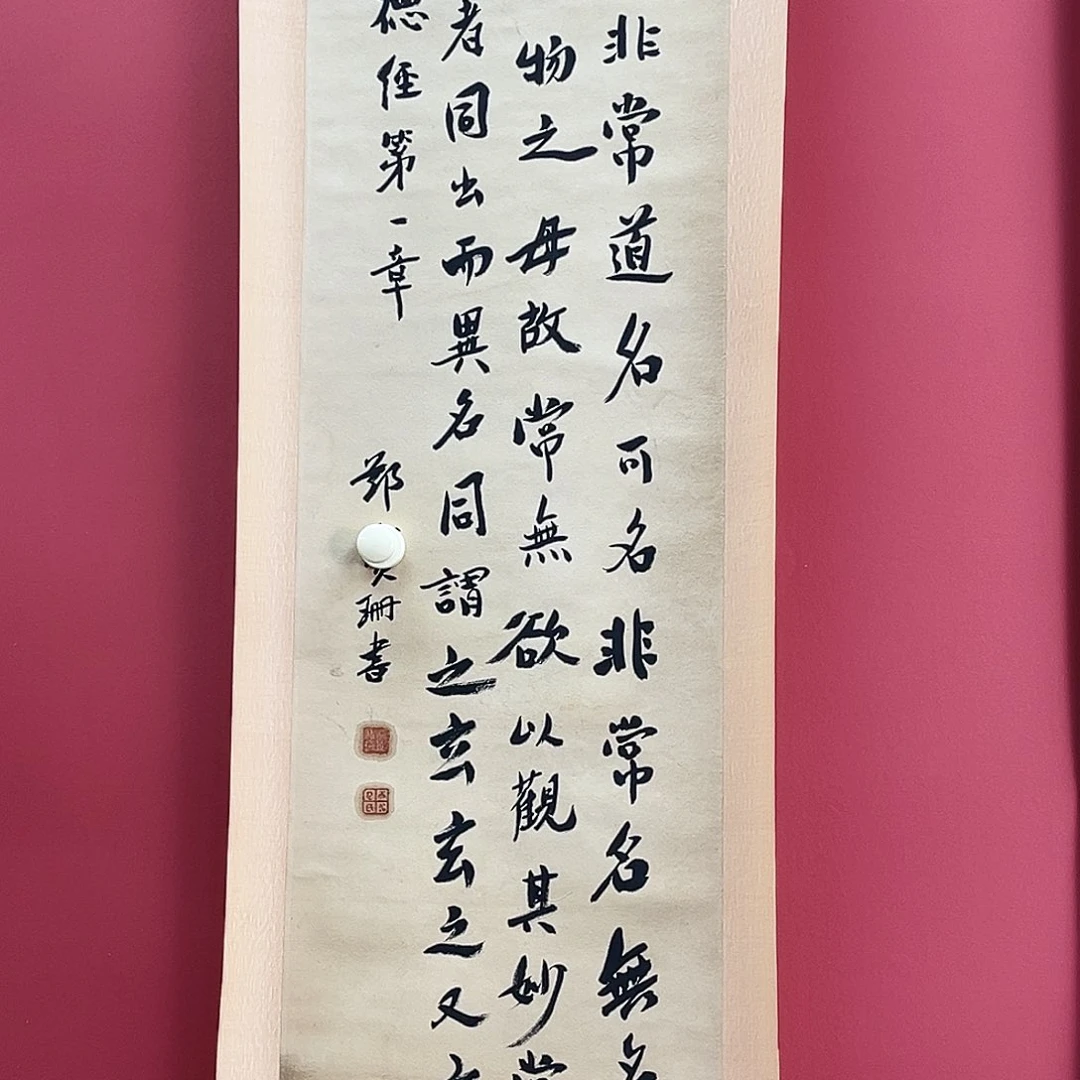 非常道名可名非常名無名
物之母故常無欲以觀其妙常
者同出而異名同謂之玄玄之又
德經第一章
鄭珊書